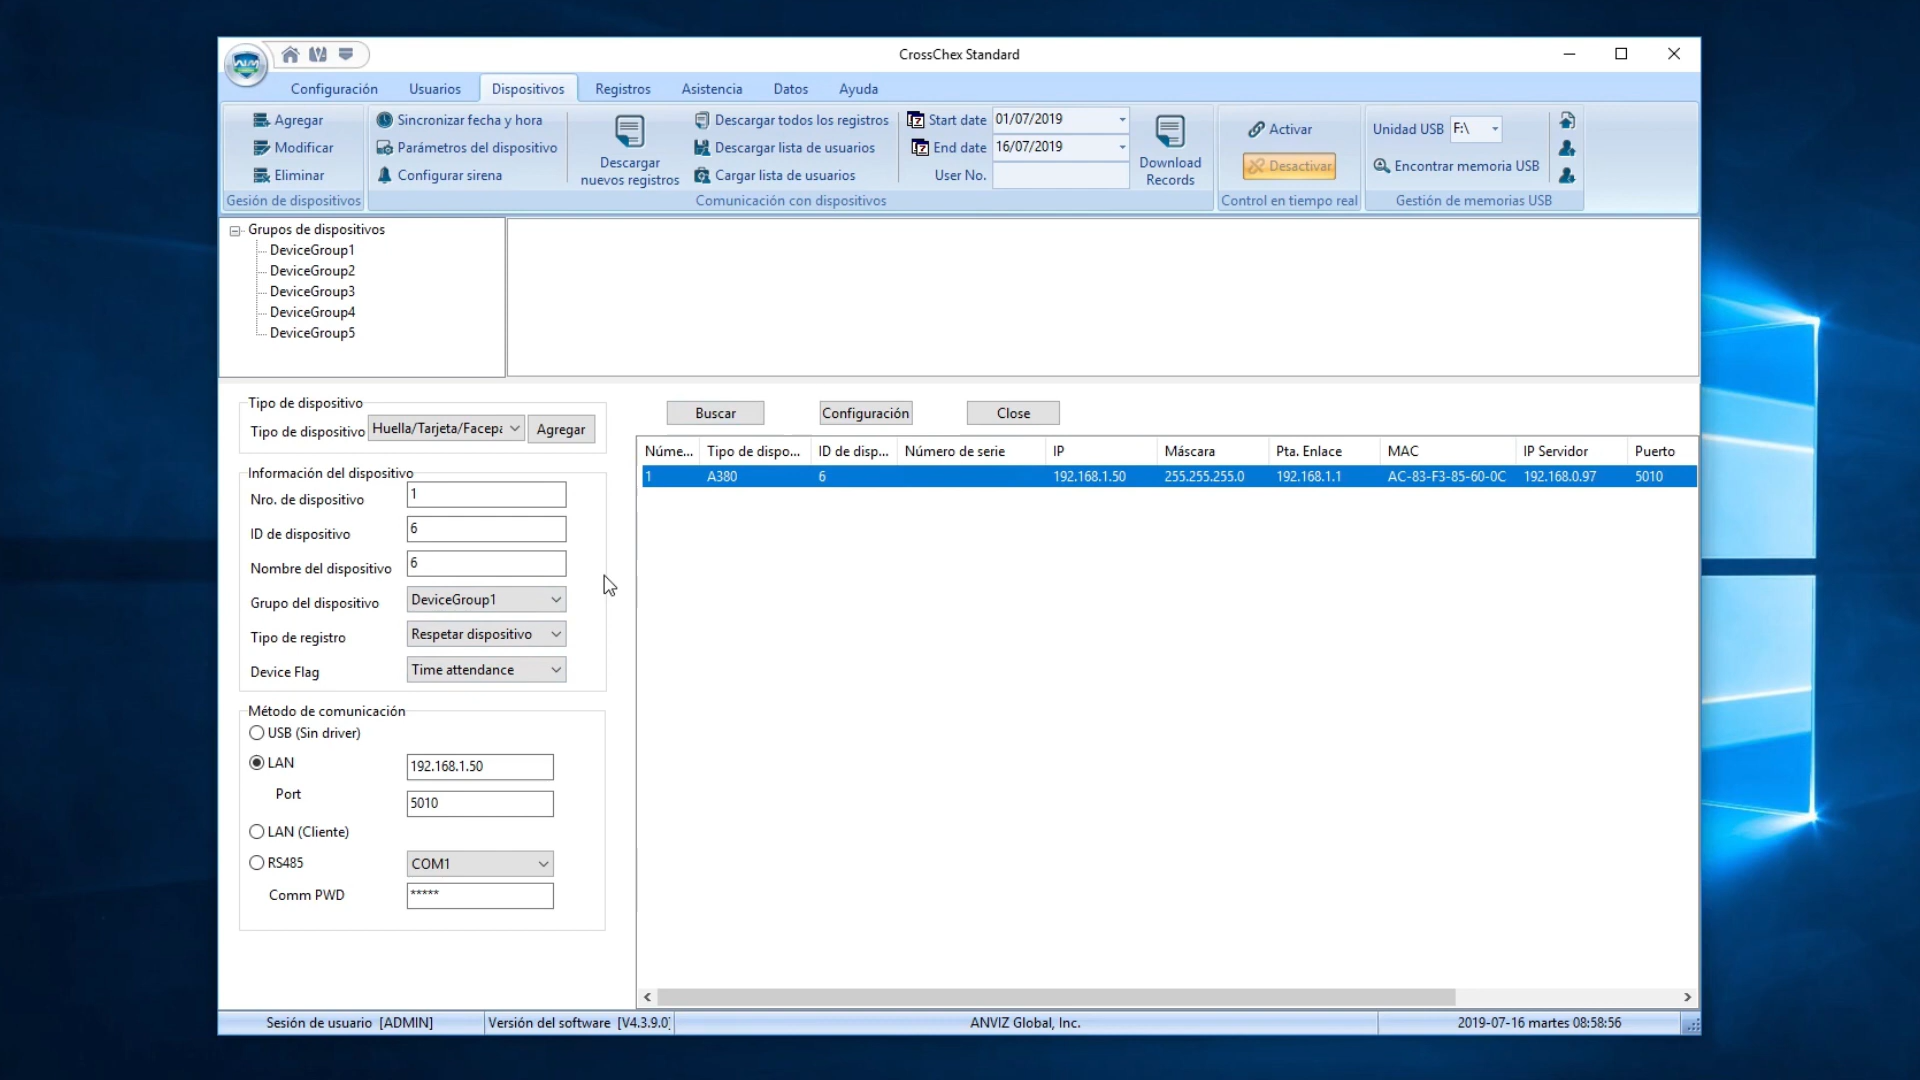 CrossChex Standard
Configuración Usuarios Dispositivos Registros Asistencia Datos Ayuda
Agregar
Modificar
Eliminar
Gesión de dispositivos
Sincronizar fecha y hora
Parámetros del dispositivo
Configurar sirena
Descargar
nuevos registros
Descargar todos los registros
Descargar lista de usuarios
Cargar lista de usuarios
Start date 01/07/2019
End date 16/07/2019
User No.
Download
Records
Comunicación con dispositivos
Activar
Desactivar
Control en tiempo real
Unidad USB F:\
Encontrar memoria USB
Gestión de memorias USB
Grupos de dispositivos
DeviceGroup1
DeviceGroup2
DeviceGroup3
DeviceGroup4
DeviceGroup5
Tipo de dispositivo
Tipo de dispositivo Huella/Tarjeta/Facepa Agregar
Información del dispositivo
Nro. de dispositivo 1
ID de dispositivo 6
Nombre del dispositivo 6
Grupo del dispositivo DeviceGroup1
Tipo de registro Respetar dispositivo
Device Flag Time attendance
Método de comunicación
USB (Sin driver)
LAN 192.168.1.50
Port 5010
LAN (Cliente)
RS485 COM1
Comm PWD *****
Buscar Configuración Close
Núme... Tipo de dispo... ID de disp... Número de serie IP Máscara Pta. Enlace MAC IP Servidor Puerto
1 A380 6 192.168.1.50 255.255.255.0 192.168.1.1 AC-83-F3-85-60-0C 192.168.0.97 5010
Sesión de usuario [ADMIN] Versión del software [V4.3.9.0] ANVIZ Global, Inc. 2019-07-16 martes 08:58:56